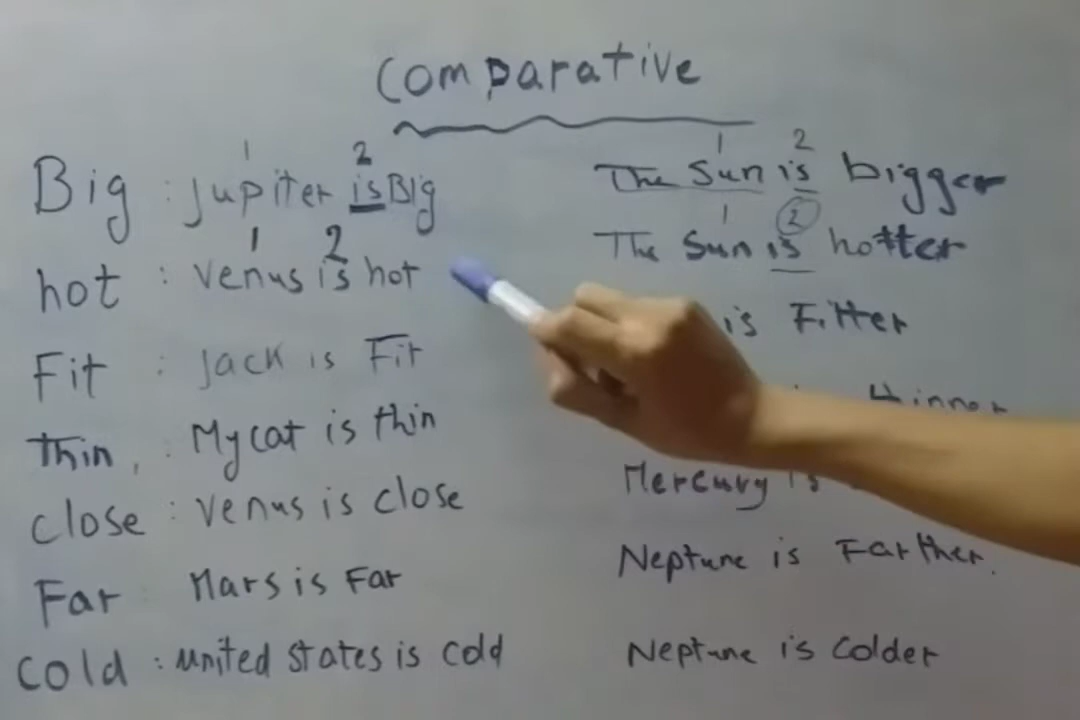 Comparative
1 2 1 2
Big : Jupiter is Big The Sun is bigger
1 2 1 2
hot : Venus is hot The Sun is hotter
Fit : Jack is Fit is Fitter
thin, : My cat is thin thinner
close : Venus is close Mercury is
Far : Mars is Far Neptune is Farther.
cold : united states is cold Neptune is Colder